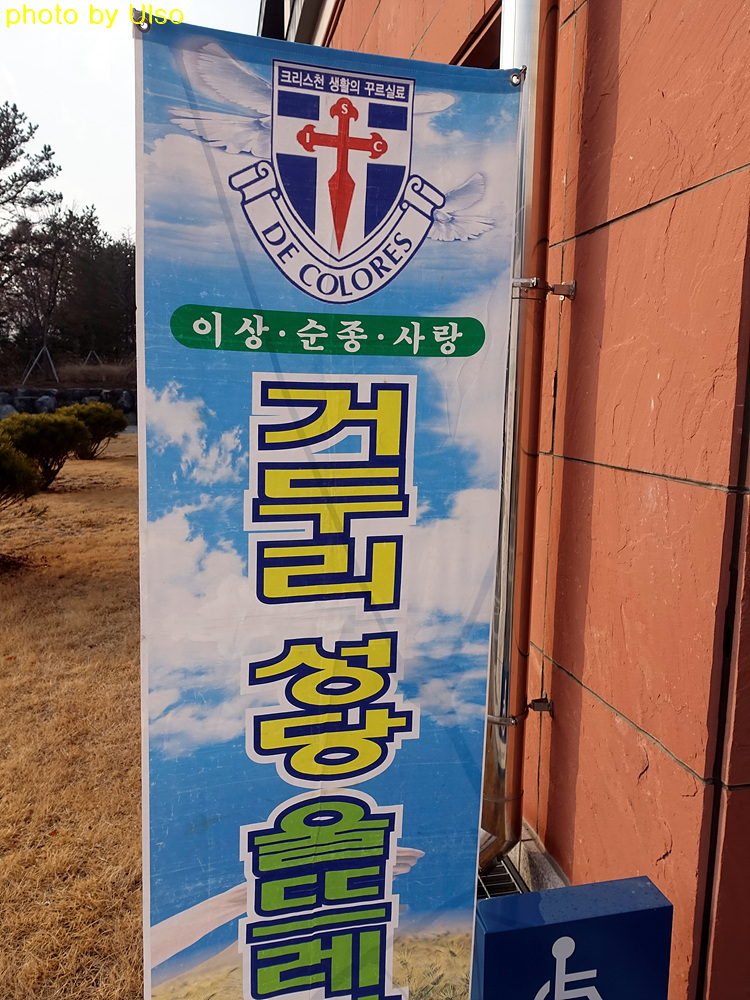 photo by Ulso
크리스천 생활의 꾸르실료
S
I C
DE COLORES
이상·순종·사랑
거두리 성당
울뜨레